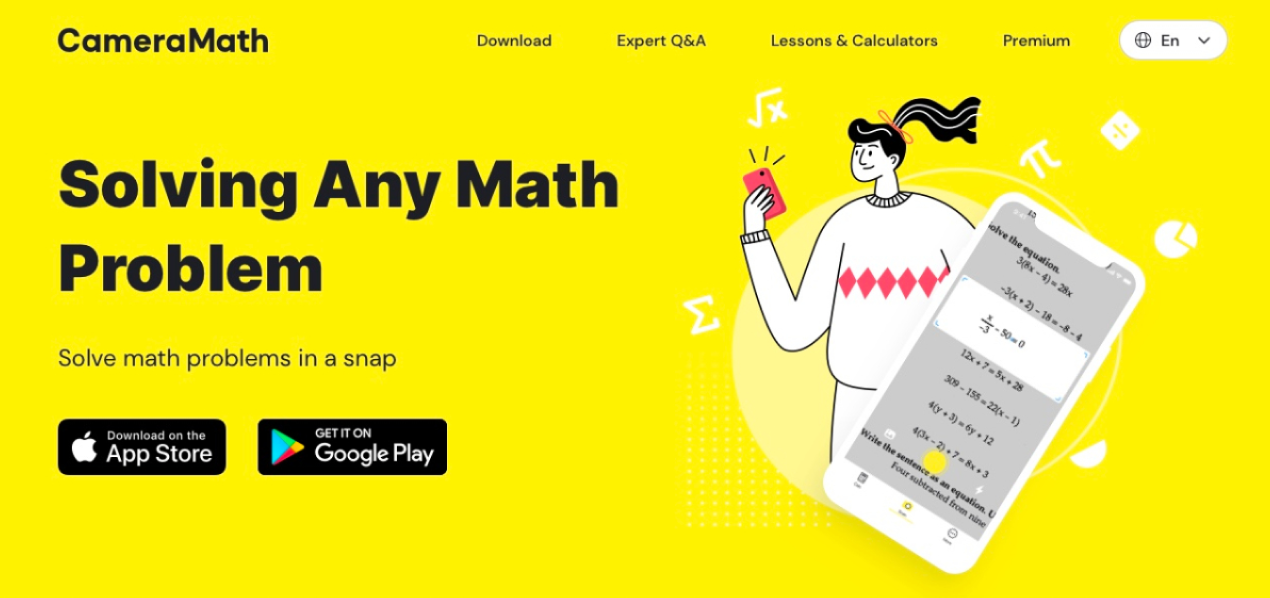 CameraMath
Download
Expert Q&A
Lessons & Calculators
Premium
En
Solving Any Math
Problem
Solve math problems in a snap
Download on the
App Store
GET IT ON
Google Play
√x
π
÷
Σ
olve the equation.
3(8x − 4) = 28x
−3(x + 2) − 18 = −8 − 4
x/−3 − 50 = 0
12x + 7 = 5x + 28
309 − 155 = 22(x − 1)
4(y + 3) = 6y + 12
4(3x − 2) + 7 = 8x + 3
Write the sentence as an equation. U
Four subtracted from nine